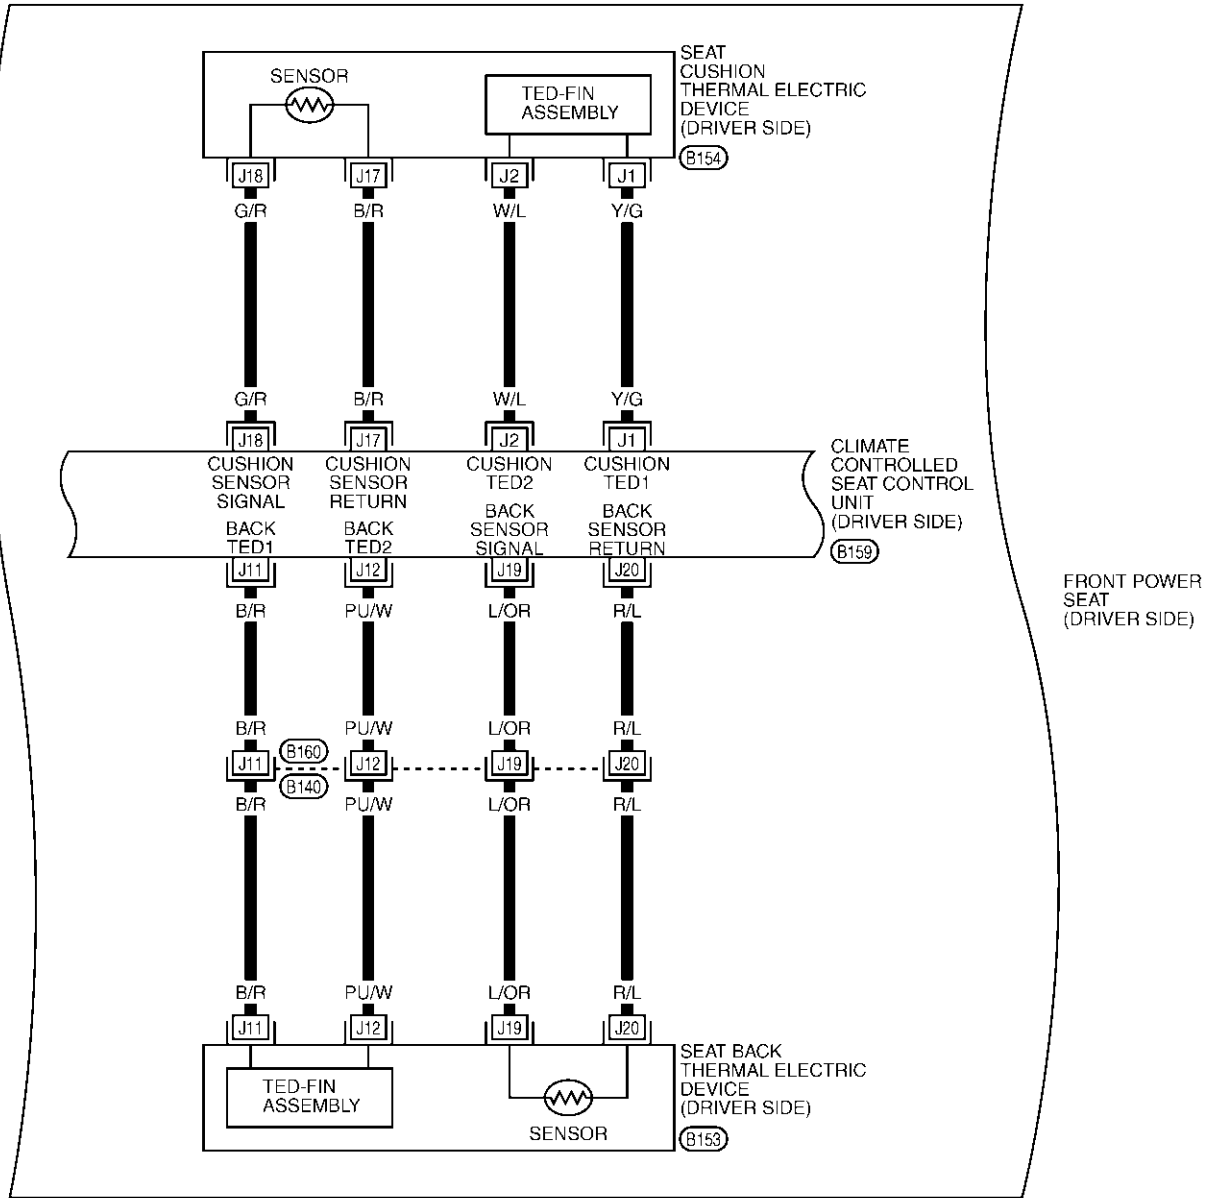 SEAT
CUSHION
THERMAL ELECTRIC
DEVICE
(DRIVER SIDE)
B154
SENSOR
TED-FIN
ASSEMBLY
J18 J17 J2 J1
G/R B/R W/L Y/G
G/R B/R W/L Y/G
J18 J17 J2 J1
CUSHION
SENSOR
SIGNAL
CUSHION
SENSOR
RETURN
CUSHION
TED2
CUSHION
TED1
BACK
TED1
BACK
TED2
BACK
SENSOR
SIGNAL
BACK
SENSOR
RETURN
CLIMATE
CONTROLLED
SEAT CONTROL
UNIT
(DRIVER SIDE)
B159
J11 J12 J19 J20
B/R PU/W L/OR R/L
FRONT POWER
SEAT
(DRIVER SIDE)
B/R PU/W L/OR R/L
B160
J11 J12 J19 J20
B140
B/R PU/W L/OR R/L
B/R PU/W L/OR R/L
J11 J12 J19 J20
TED-FIN
ASSEMBLY
SENSOR
SEAT BACK
THERMAL ELECTRIC
DEVICE
(DRIVER SIDE)
B153